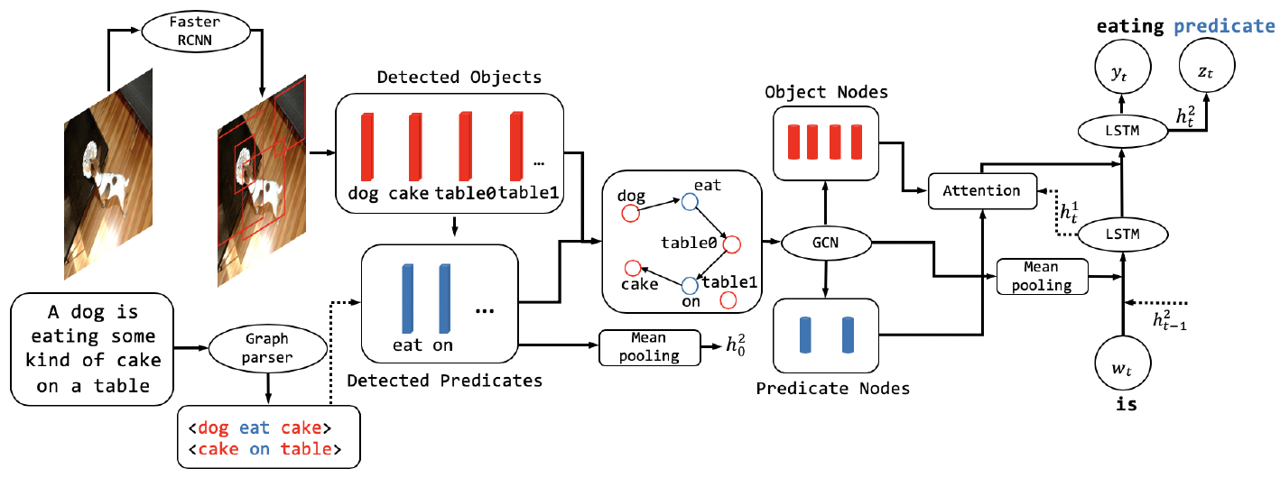 Faster
RCNN
Detected Objects
dog cake table0 table1
...
A dog is
eating some
kind of cake
on a table
Graph
parser
<dog eat cake>
<cake on table>
eat on
...
Detected Predicates
Mean
pooling
h_0^2
dog
eat
table0
cake
on
table1
GCN
Object Nodes
Predicate Nodes
Attention
Mean
pooling
eating predicate
y_t
z_t
LSTM
h_t^2
h_t^1
LSTM
h_{t-1}^2
w_t
is